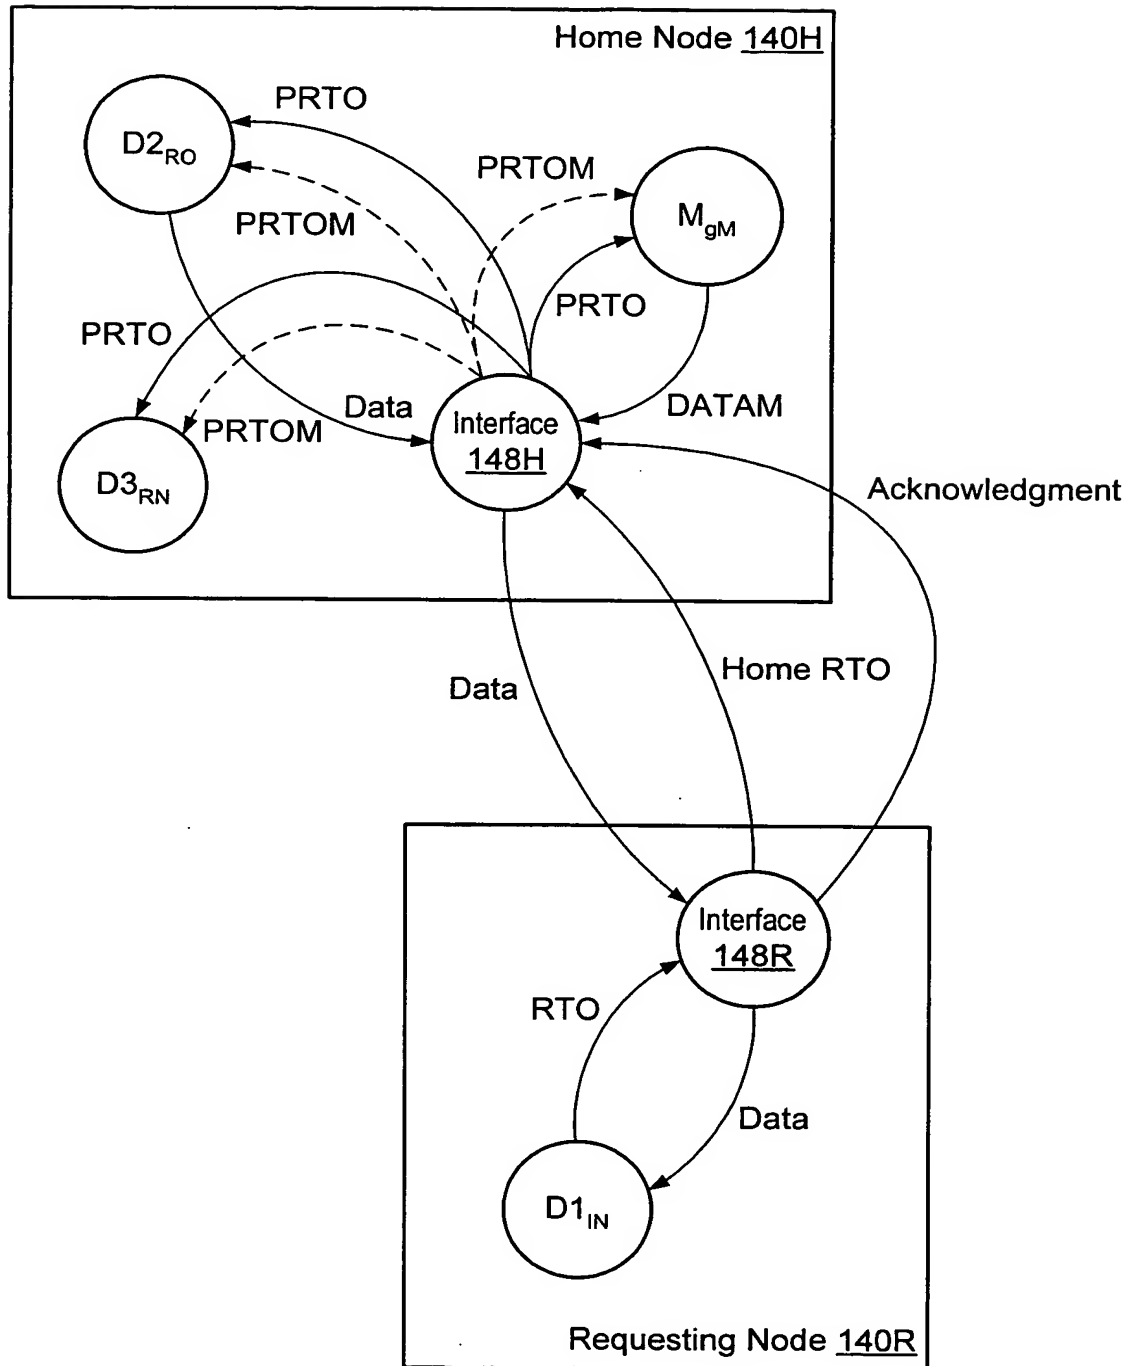 Home Node 140H
PRTO
D2RO
PRTOM
PRTOM
MgM
PRTO
PRTO
DATAM
Data
Interface
148H
PRTOM
D3RN
Acknowledgment
Home RTO
Data
Interface
148R
RTO
Data
D1IN
Requesting Node 140R